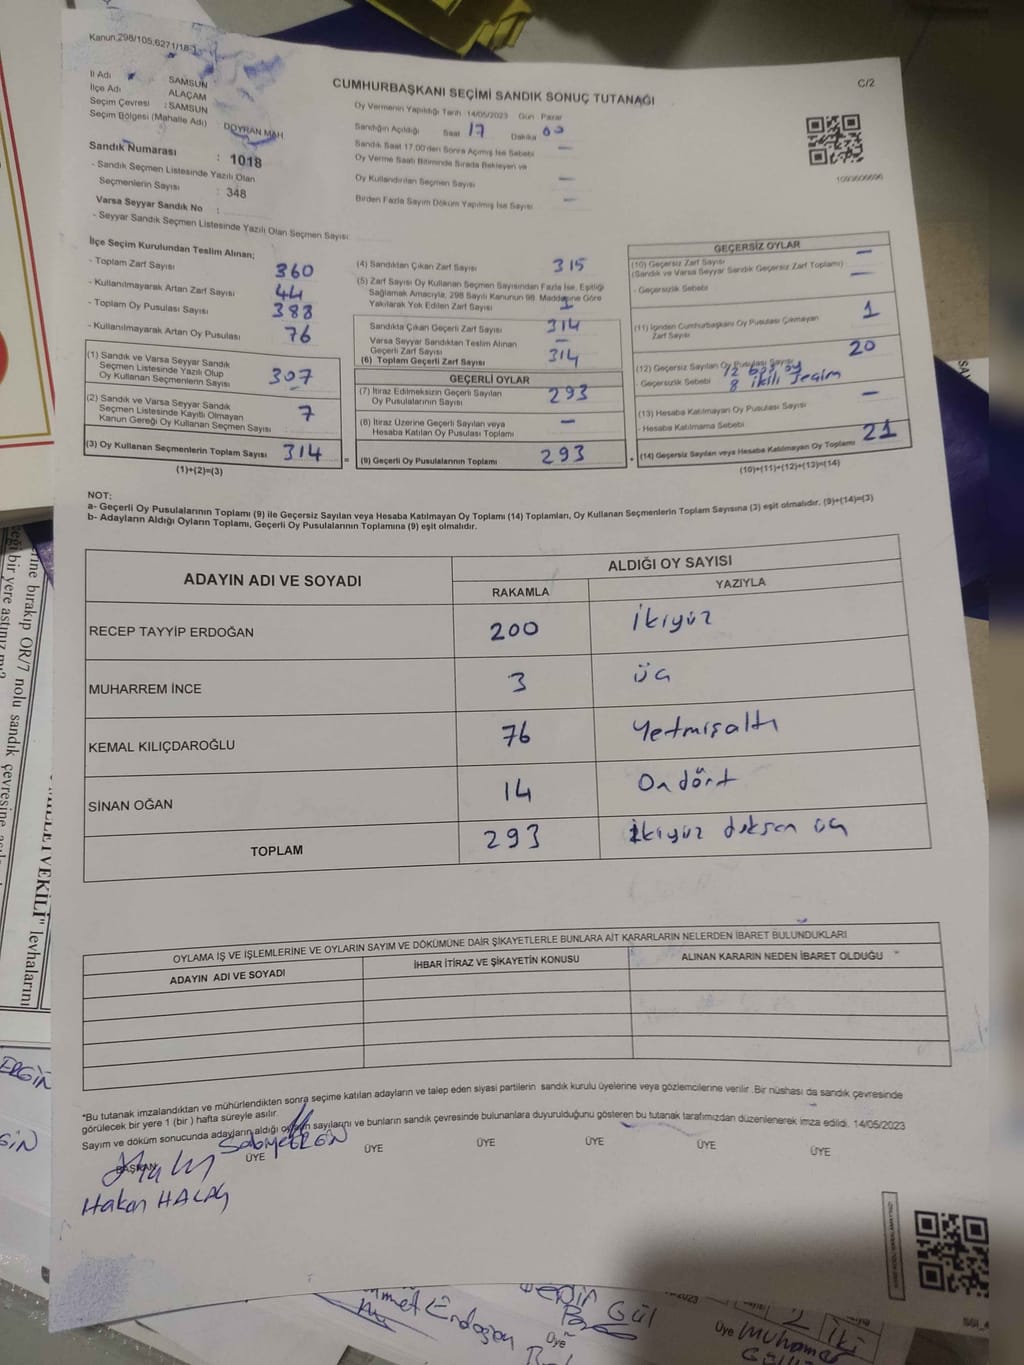 Kanun.298/105,6271/18-
C/2
İl Adı SAMSUN
İlçe Adı ALAÇAM
Seçim Çevresi : SAMSUN
Seçim Bölgesi (Mahalle Adı) DOYRAN MAH
CUMHURBAŞKANI SEÇİMİ SANDIK SONUÇ TUTANAĞI
Oy Vermenin Yapıldığı Tarih 14/05/2023 Gün Pazar
Sandığın Açıldığı Saat 17 Dakika 00
Sandık Saat 17.00'den Sonra Açılmış İse Sebebi —
Oy Verme Saati Bitiminde Sırada Bekleyen ve
Oy Kullandırılan Seçmen Sayısı —
Birden Fazla Sayım Döküm Yapılmış İse Sayısı —
1093606696
Sandık Numarası : 1018
- Sandık Seçmen Listesinde Yazılı Olan
Seçmenlerin Sayısı : 348
Varsa Seyyar Sandık No :
- Seyyar Sandık Seçmen Listesinde Yazılı Olan Seçmen Sayısı:
İlçe Seçim Kurulundan Teslim Alınan;
- Toplam Zarf Sayısı 360
- Kullanılmayarak Artan Zarf Sayısı 44
- Toplam Oy Pusulası Sayısı 388
- Kullanılmayarak Artan Oy Pusulası 76
(1) Sandık ve Varsa Seyyar Sandık
Seçmen Listesinde Yazılı Olup
Oy Kullanan Seçmenlerin Sayısı 307
(2) Sandık ve Varsa Seyyar Sandık
Seçmen Listesinde Kayıtlı Olmayan
Kanun Gereği Oy Kullanan Seçmen Sayısı 7
(3) Oy Kullanan Seçmenlerin Toplam Sayısı 314 =
(1)+(2)=(3)
(4) Sandıktan Çıkan Zarf Sayısı 315
(5) Zarf Sayısı Oy Kullanan Seçmen Sayısından Fazla İse, Eşitliği
Sağlamak Amacıyla, 298 Sayılı Kanunun 98. Maddesine Göre
Yakılarak Yok Edilen Zarf Sayısı 1
Sandıkta Çıkan Geçerli Zarf Sayısı 314
Varsa Seyyar Sandıktan Teslim Alınan
Geçerli Zarf Sayısı —
(6) Toplam Geçerli Zarf Sayısı 314
GEÇERLİ OYLAR
(7) İtiraz Edilmeksizin Geçerli Sayılan
Oy Pusulalarının Sayısı 293
(8) İtiraz Üzerine Geçerli Sayılan veya
Hesaba Katılan Oy Pusulası Toplamı —
(9) Geçerli Oy Pusulalarının Toplamı 293 +
GEÇERSİZ OYLAR
(10) Geçersiz Zarf Sayısı —
(Sandık ve Varsa Seyyar Sandık Geçersiz Zarf Toplamı) —
- Geçersizlik Sebebi
(11) İçinden Cumhurbaşkanı Oy Pusulası Çıkmayan
Zarf Sayısı 1
(12) Geçersiz Sayılan Oy Pusulası Sayısı 20
- Geçersizlik Sebebi 12 boş oy
8 ikili seçim
(13) Hesaba Katılmayan Oy Pusulası Sayısı —
- Hesaba Katılmama Sebebi
(14) Geçersiz Sayılan veya Hesaba Katılmayan Oy Toplamı 21
(10)+(11)+(12)+(13)=(14)
NOT:
a- Geçerli Oy Pusulalarının Toplamı (9) ile Geçersiz Sayılan veya Hesaba Katılmayan Oy Toplamı (14) Toplamları, Oy Kullanan Seçmenlerin Toplam Sayısına (3) eşit olmalıdır. (9)+(14)=(3)
b- Adayların Aldığı Oyların Toplamı, Geçerli Oy Pusulalarının Toplamına (9) eşit olmalıdır.
ADAYIN ADI VE SOYADI
ALDIĞI OY SAYISI
RAKAMLA YAZIYLA
RECEP TAYYİP ERDOĞAN 200 ikiyüz
MUHARREM İNCE 3 üç
KEMAL KILIÇDAROĞLU 76 Yetmişaltı
SİNAN OĞAN 14 Ondört
TOPLAM 293 ikiyüz doksan üç
OYLAMA İŞ VE İŞLEMLERİNE VE OYLARIN SAYIM VE DÖKÜMÜNE DAİR ŞİKAYETLERLE BUNLARA AİT KARARLARIN NELERDEN İBARET BULUNDUKLARI
ADAYIN ADI VE SOYADI İHBAR İTİRAZ VE ŞİKAYETİN KONUSU ALINAN KARARIN NEDEN İBARET OLDUĞU
*Bu tutanak imzalandıktan ve mühürlendikten sonra seçime katılan adayların ve talep eden siyasi partilerin sandık kurulu üyelerine veya gözlemcilerine verilir. Bir nüshası da sandık çevresinde
görülecek bir yere 1 (bir ) hafta süreyle asılır.
Sayım ve döküm sonucunda adayların aldığı oyların sayılarını ve bunların sandık çevresinde bulunanlara duyurulduğunu gösteren bu tutanak tarafımızdan düzenlenerek imza edildi. 14/05/2023
BAŞKAN ÜYE ÜYE ÜYE ÜYE ÜYE ÜYE
Hakan HALAÇ
rine bırakıp OR/7 nolu sandık çevresine
levhalarını
ERGİN
Erdoğan
Gül
Üye
Üye
iki